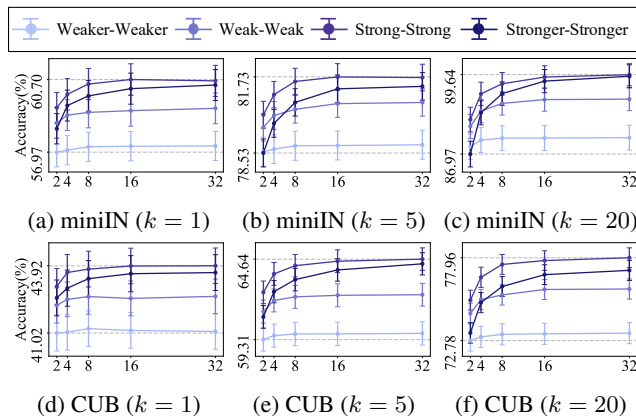 Weaker-Weaker Weak-Weak Strong-Strong Stronger-Stronger
Accuracy(%)
60.70
56.97
2 4 8 16 32
81.73
78.53
2 4 8 16 32
89.64
86.97
2 4 8 16 32
(a) miniIN (k = 1) (b) miniIN (k = 5) (c) miniIN (k = 20)
Accuracy(%)
43.92
41.02
2 4 8 16 32
64.64
59.31
2 4 8 16 32
77.96
72.78
2 4 8 16 32
(d) CUB (k = 1) (e) CUB (k = 5) (f) CUB (k = 20)